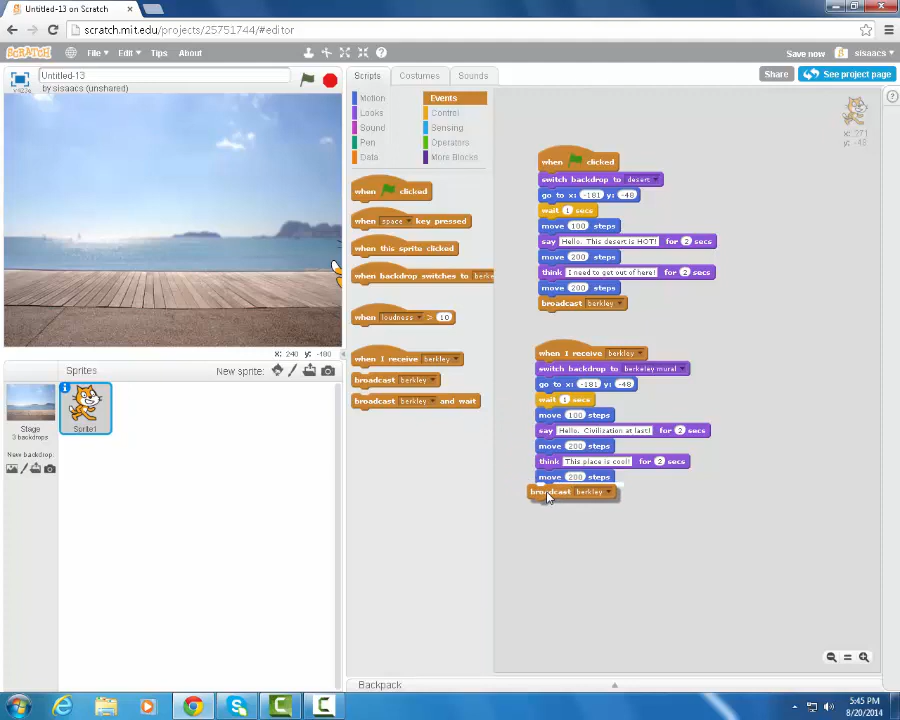 Untitled-13 on Scratch
scratch.mit.edu/projects/25751744/#editor
SCRATCH File Edit Tips About Save now sisaacs
Untitled-13
by sisaacs (unshared)
Scripts Costumes Sounds Share See project page
Motion Events
Looks Control
Sound Sensing
Pen Operators
Data More Blocks
when clicked
when space key pressed
when this sprite clicked
when backdrop switches to
when loudness > 10
when I receive berkley
broadcast berkley
broadcast berkley and wait
when clicked
switch backdrop to desert
go to x: -181 y: -48
wait 1 secs
move 100 steps
say Hello. This desert is HOT! for 2 secs
move 200 steps
think I need to get out of here! for 2 secs
move 200 steps
broadcast berkley
when I receive berkley
switch backdrop to berkeley mural
go to x: -181 y: -48
wait 1 secs
move 100 steps
say Hello. Civilization at last! for 2 secs
move 200 steps
think This place is cool! for 2 secs
move 200 steps
broadcast berkley
x: 271
y: -48
X: 240 y: -180
Sprites New sprite:
Stage
3 backdrops
New backdrop:
Sprite1
Backpack
5:45 PM
8/20/2014